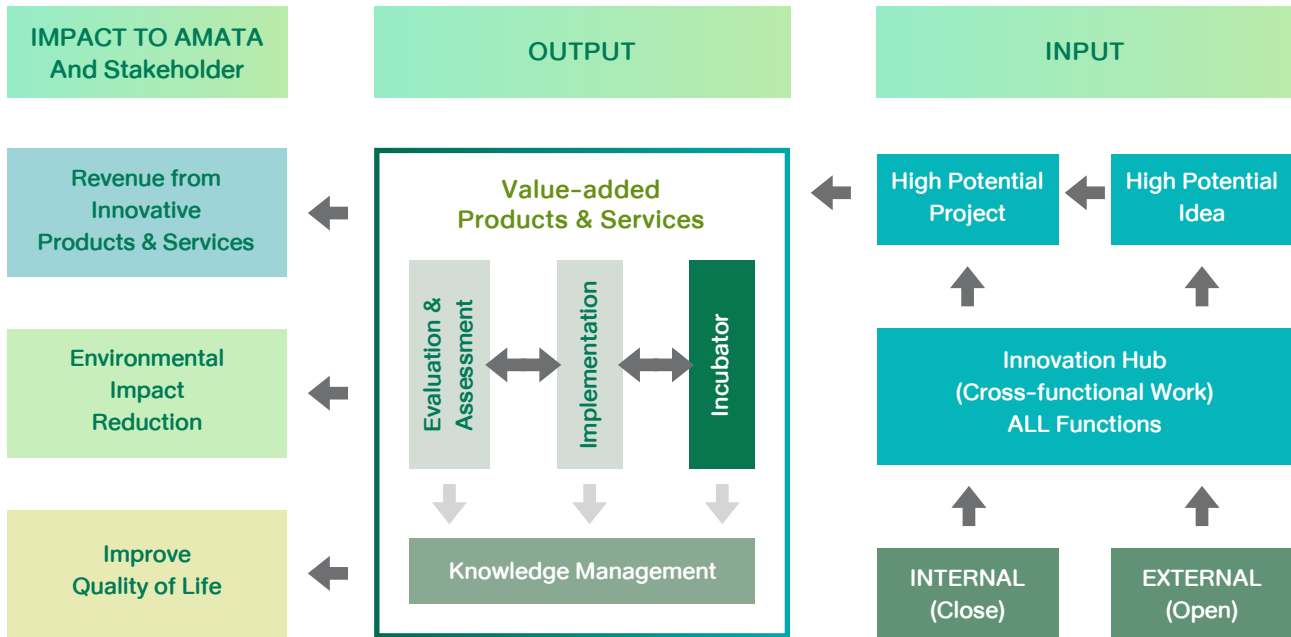 IMPACT TO AMATA
And Stakeholder
OUTPUT
INPUT
Revenue from
Innovative
Products & Services
Environmental
Impact
Reduction
Improve
Quality of Life
Value-added
Products & Services
Evaluation &
Assessment
Implementation
Incubator
Knowledge Management
High Potential
Project
High Potential
Idea
Innovation Hub
(Cross-functional Work)
ALL Functions
INTERNAL
(Close)
EXTERNAL
(Open)